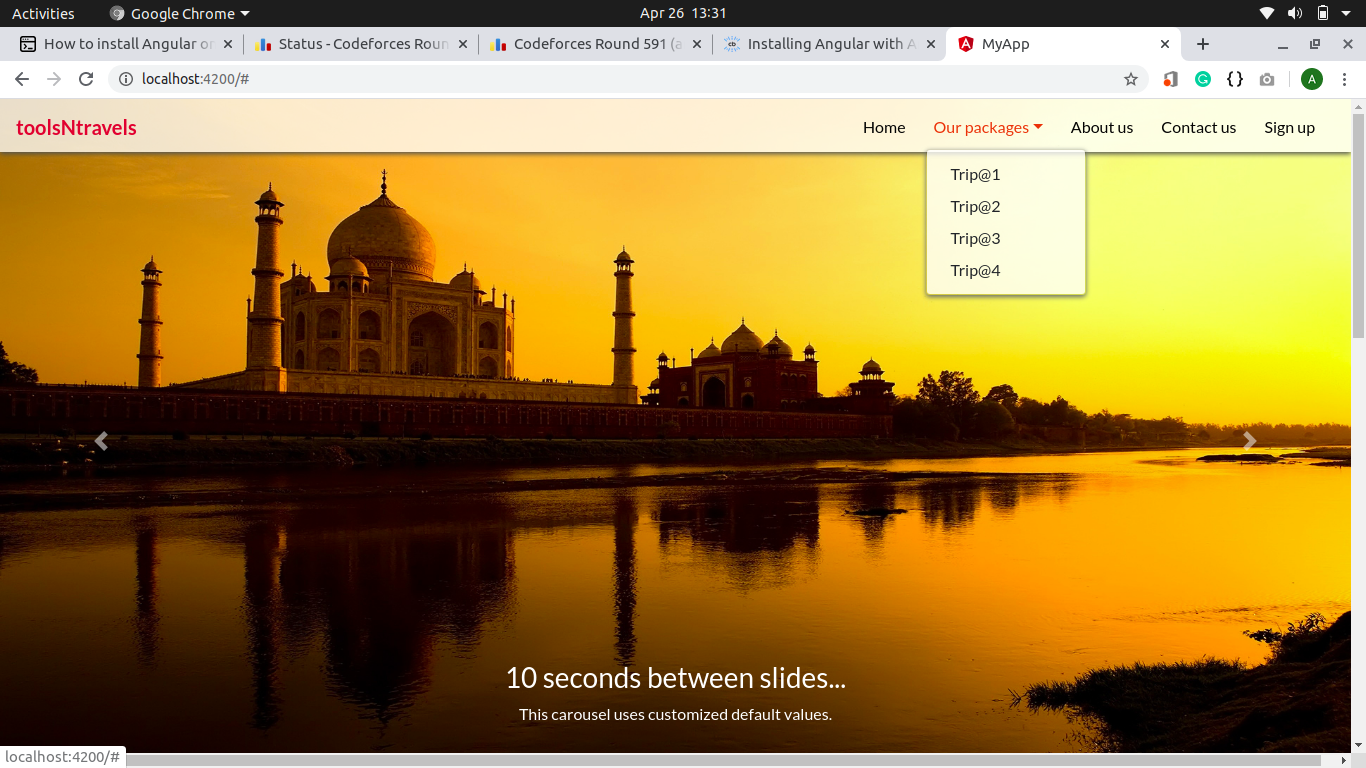 Activities Google Chrome Apr 26 13:31
How to install Angular on Status - Codeforces Roun Codeforces Round 591 (a Installing Angular with A MyApp
localhost:4200/# A
toolsNtravels Home Our packages About us Contact us Sign up
Trip@1
Trip@2
Trip@3
Trip@4
10 seconds between slides...
This carousel uses customized default values.
localhost:4200/#